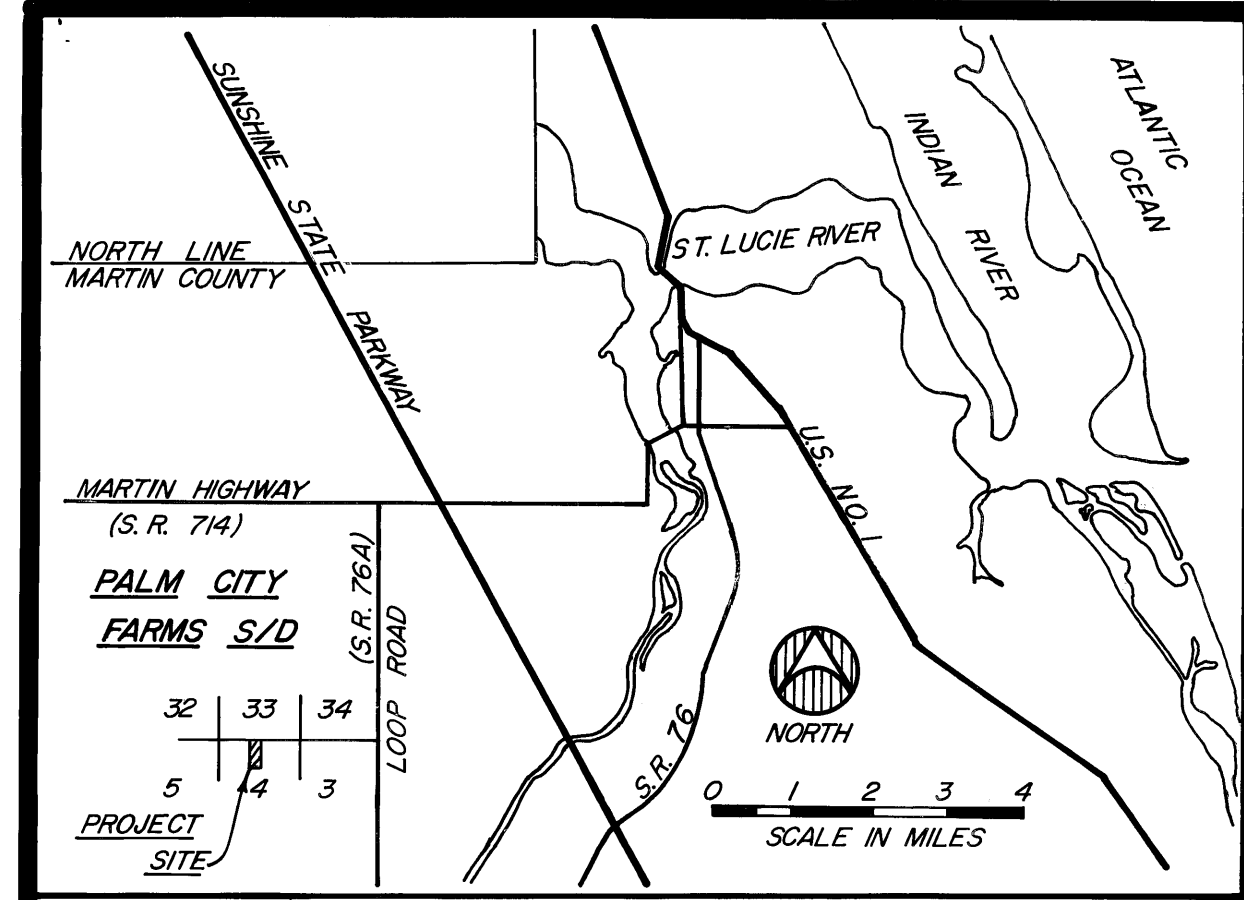 SUNSHINE STATE PARKWAY
ATLANTIC
OCEAN
INDIAN RIVER
ST. LUCIE RIVER
NORTH LINE
MARTIN COUNTY
U.S. NO. 1
MARTIN HIGHWAY
(S. R. 714)
PALM CITY
FARMS S/D
(S.R. 76A)
LOOP ROAD
32 33 34
5 4 3
PROJECT
SITE
S.R. 76
NORTH
0 1 2 3 4
SCALE IN MILES